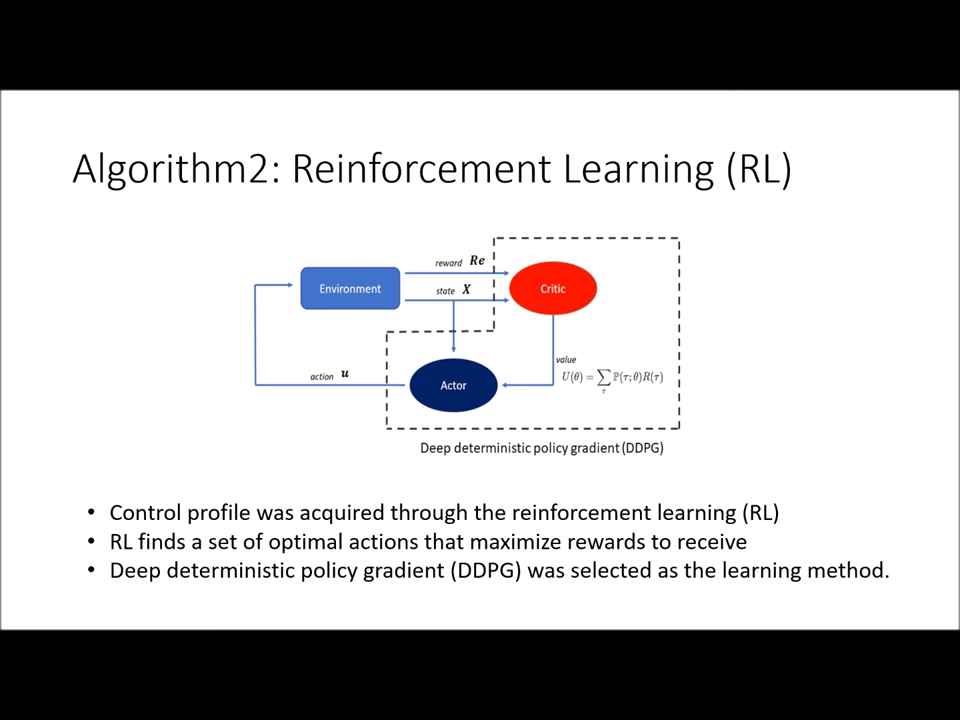 Algorithm2: Reinforcement Learning (RL)
reward Re
Environment
state X
Critic
value
U(θ) = ∑τ ℙ(τ;θ)R(τ)
action u
Actor
Deep deterministic policy gradient (DDPG)
• Control profile was acquired through the reinforcement learning (RL)
• RL finds a set of optimal actions that maximize rewards to receive
• Deep deterministic policy gradient (DDPG) was selected as the learning method.